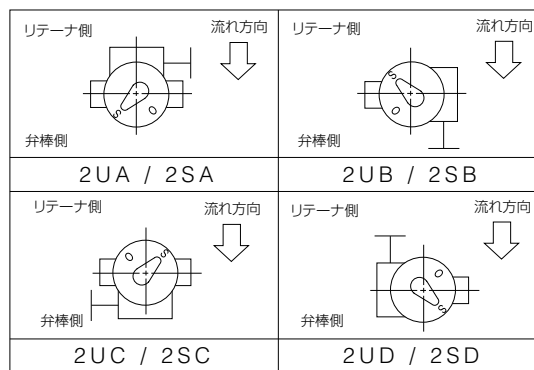 リテーナ側 流れ方向
S O
弁棒側
2UA / 2SA
リテーナ側 流れ方向
S
O
弁棒側
2UB / 2SB
リテーナ側 流れ方向
O S
弁棒側
2UC / 2SC
リテーナ側 流れ方向
O
S
弁棒側
2UD / 2SD